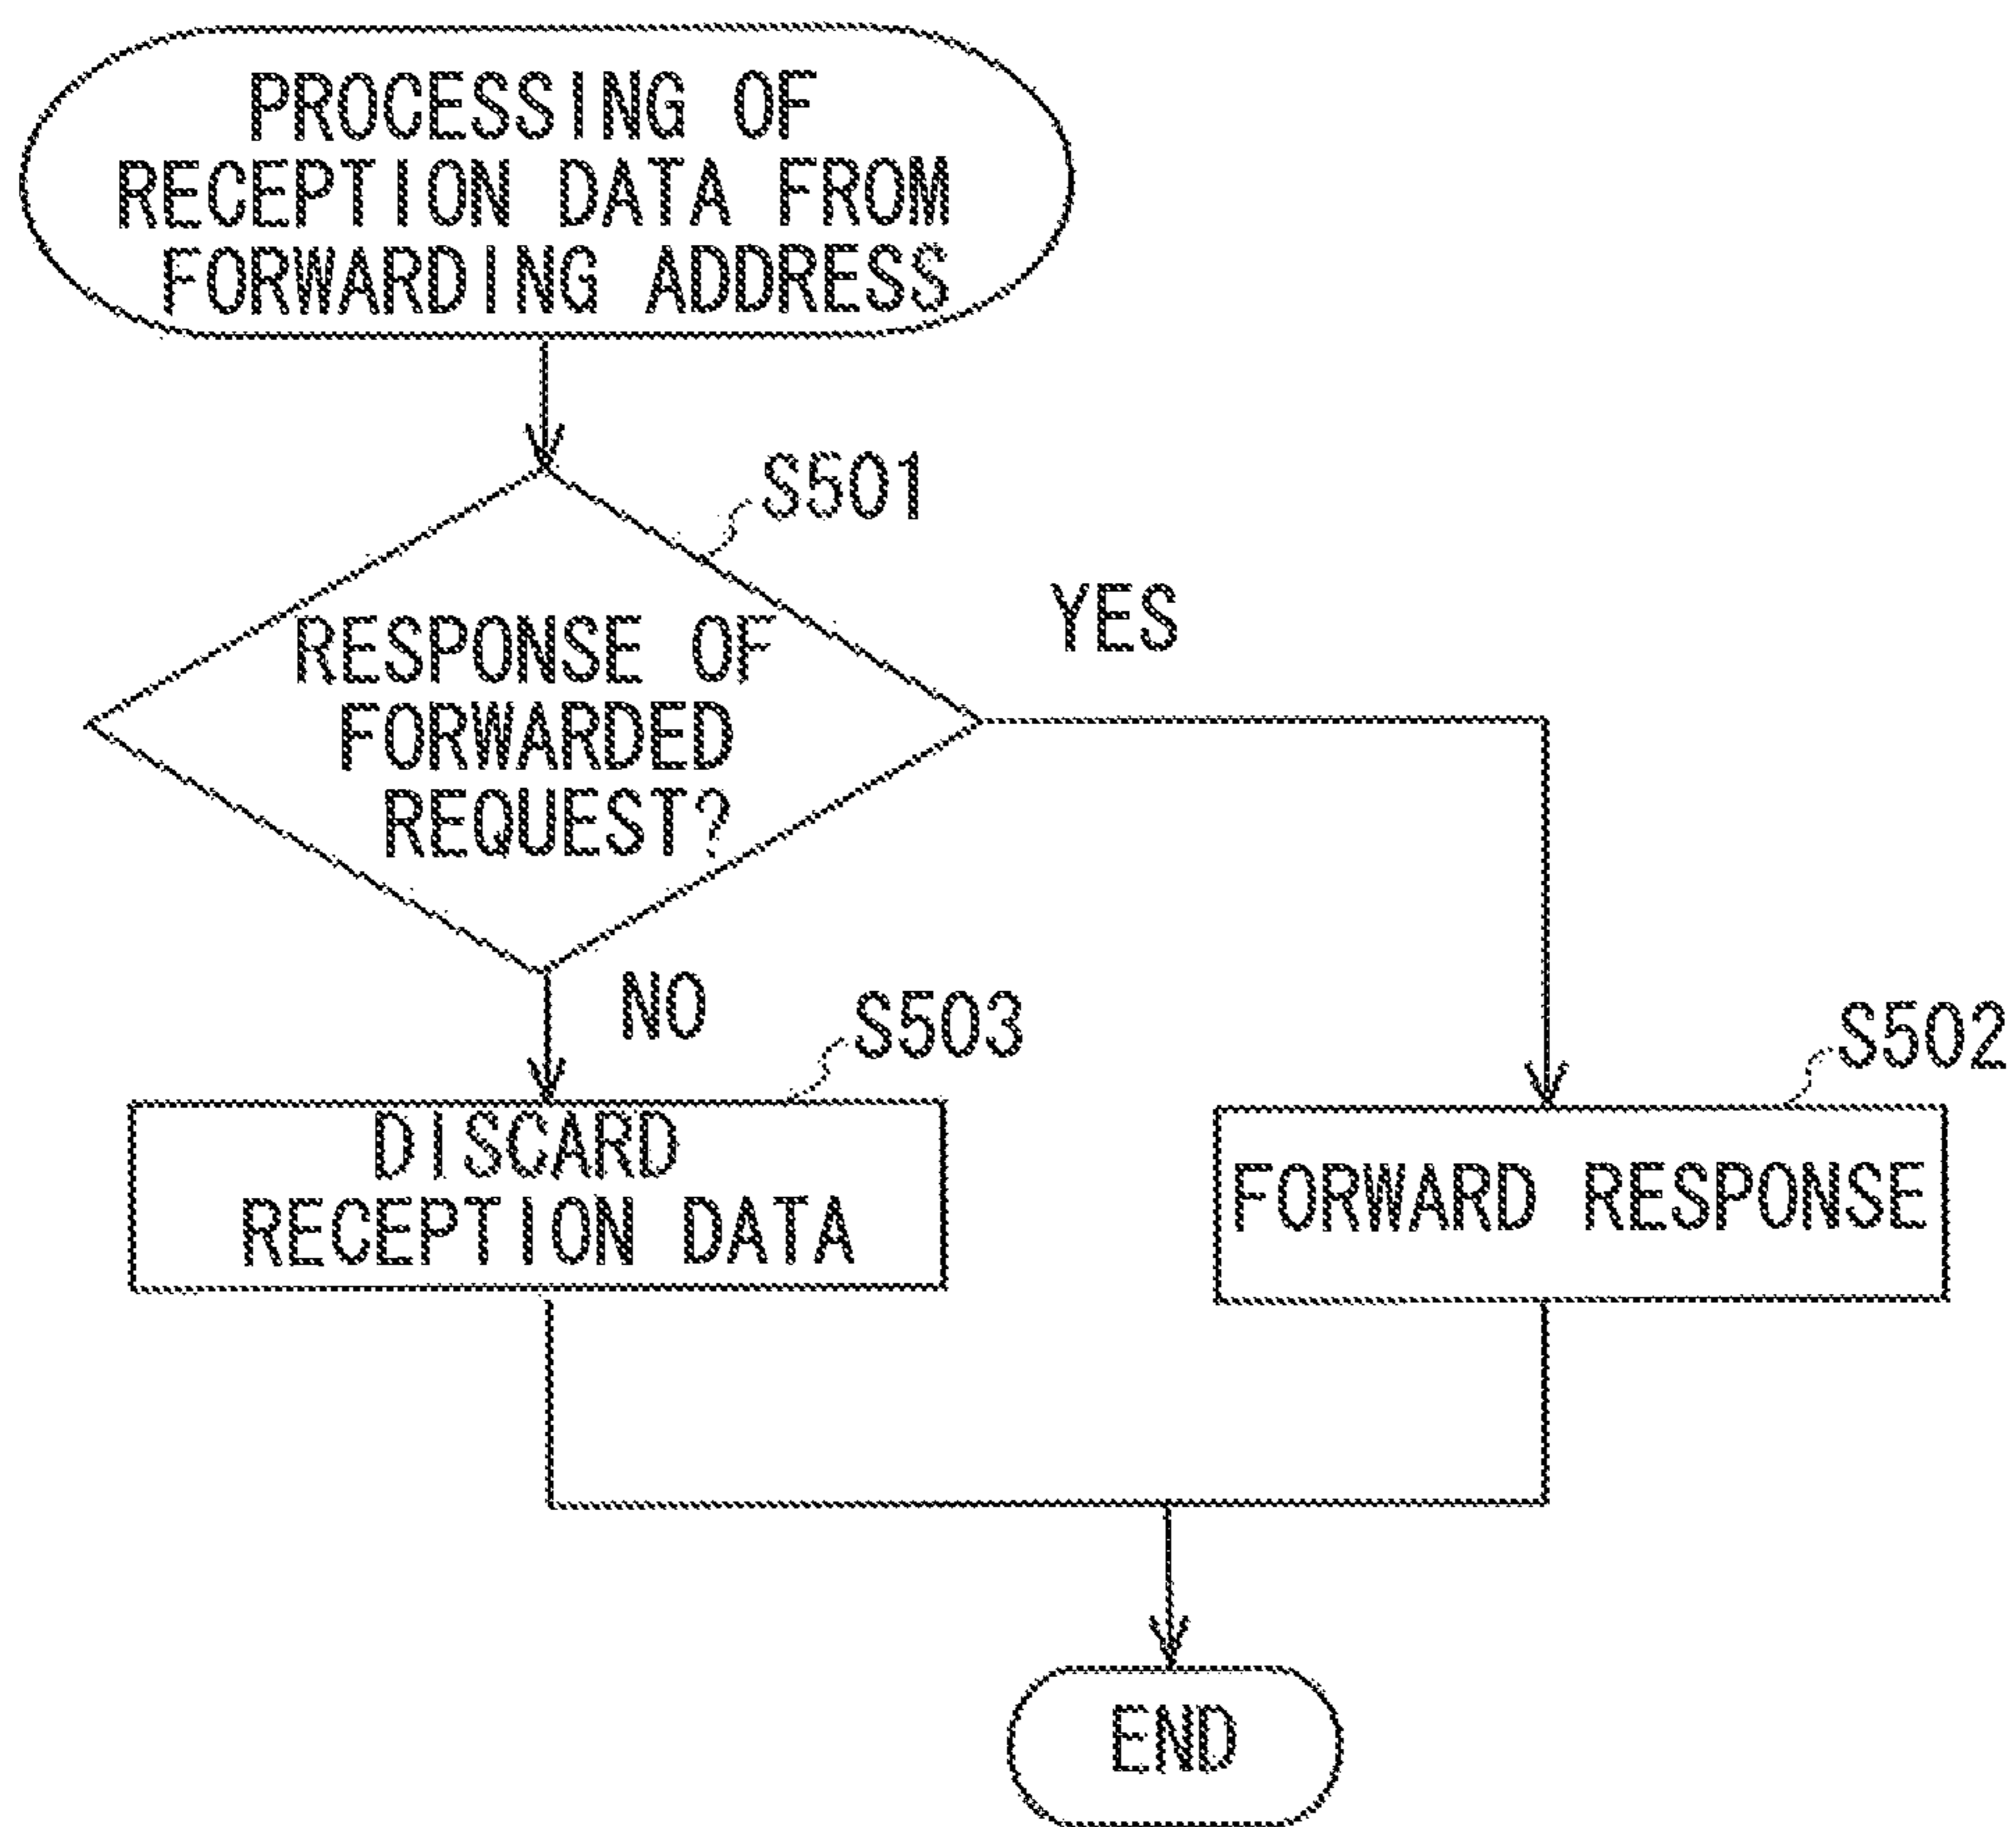 PROCESSING OF
RECEPTION DATA FROM
FORWARDING ADDRESS
S501
RESPONSE OF
FORWARDED
REQUEST?
YES
NO
S503
DISCARD
RECEPTION DATA
S502
FORWARD RESPONSE
END